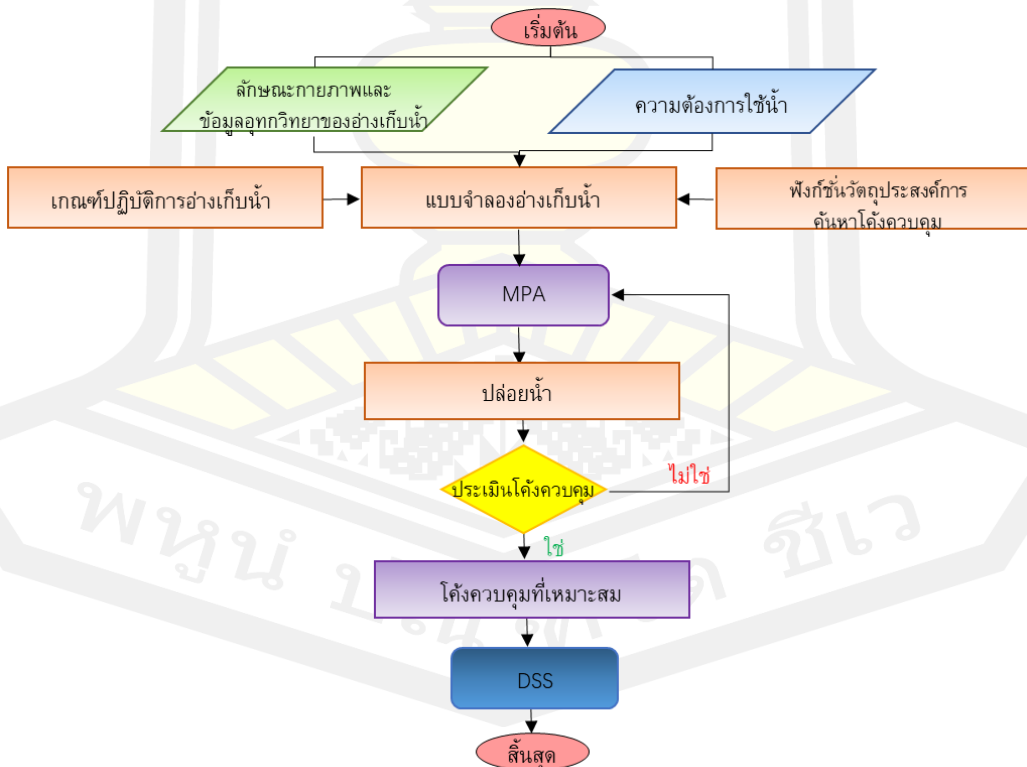 เริ่มต้น
ลักษณะกายภาพและ
ข้อมูลอุทกวิทยาของอ่างเก็บน้ำ
ความต้องการใช้น้ำ
เกณฑ์ปฏิบัติการอ่างเก็บน้ำ
แบบจำลองอ่างเก็บน้ำ
ฟังก์ชั่นวัตถุประสงค์การ
ค้นหาโค้งควบคุม
MPA
ปล่อยน้ำ
ประเมินโค้งควบคุม
ไม่ใช่
ใช่
โค้งควบคุมที่เหมาะสม
DSS
สิ้นสุด
พหูนํ
ชีเว